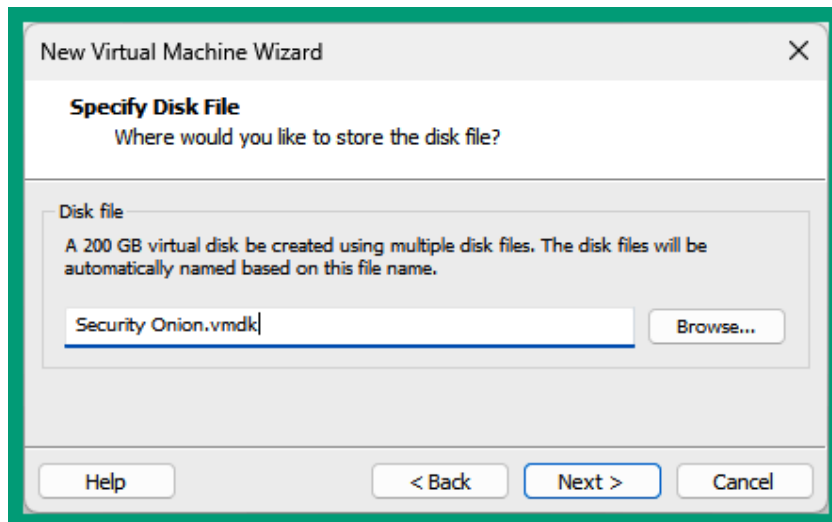 New Virtual Machine Wizard
Specify Disk File
Where would you like to store the disk file?
Disk file
A 200 GB virtual disk be created using multiple disk files. The disk files will be
automatically named based on this file name.
Security Onion.vmdk
Browse...
Help
< Back
Next >
Cancel